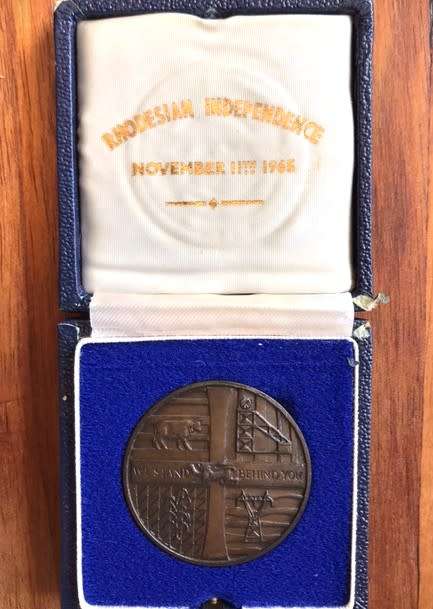 RHODESIAN INDEPENDENCE
NOVEMBER 11TH 1965
WE STAND BEHIND YOU